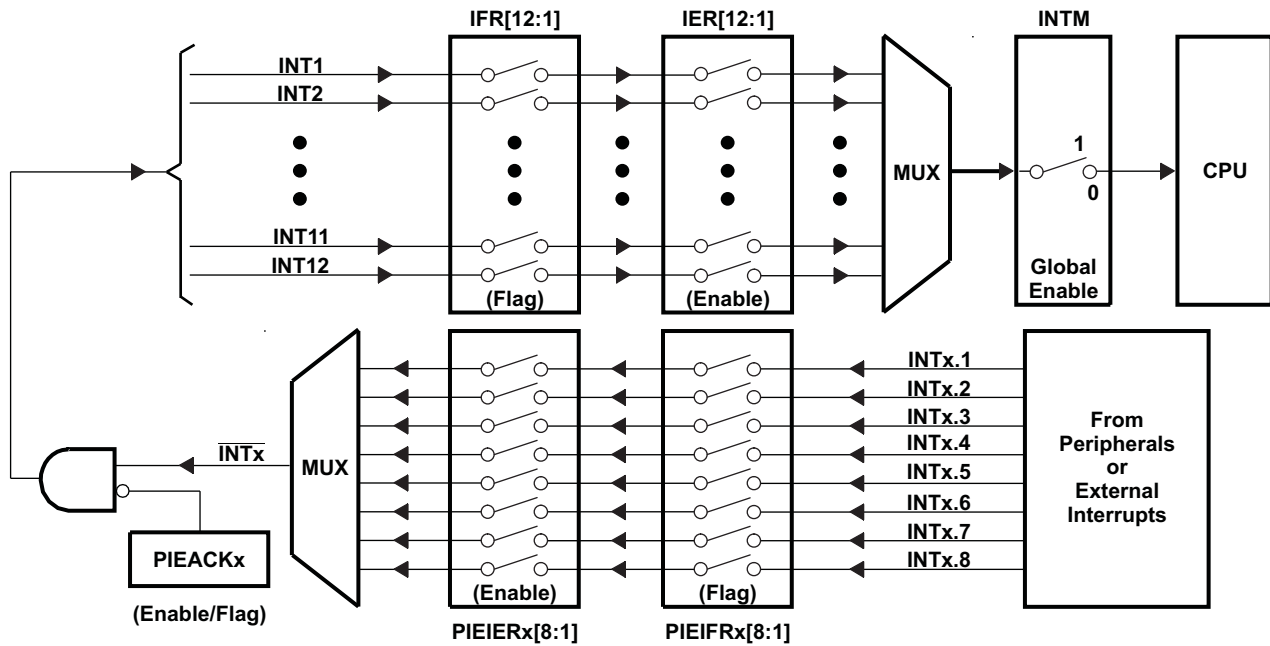 IFR[12:1]
IER[12:1]
INTM
INT1
INT2
1
MUX
CPU
0
INT11
INT12
Global
Enable
(Flag)
(Enable)
INTx.1
INTx.2
INTx.3
INTx.4
INTx.5
INTx.6
INTx.7
INTx.8
From
Peripherals
or
External
Interrupts
INTx
MUX
PIEACKx
(Enable/Flag)
(Enable)
(Flag)
PIEIERx[8:1]
PIEIFRx[8:1]